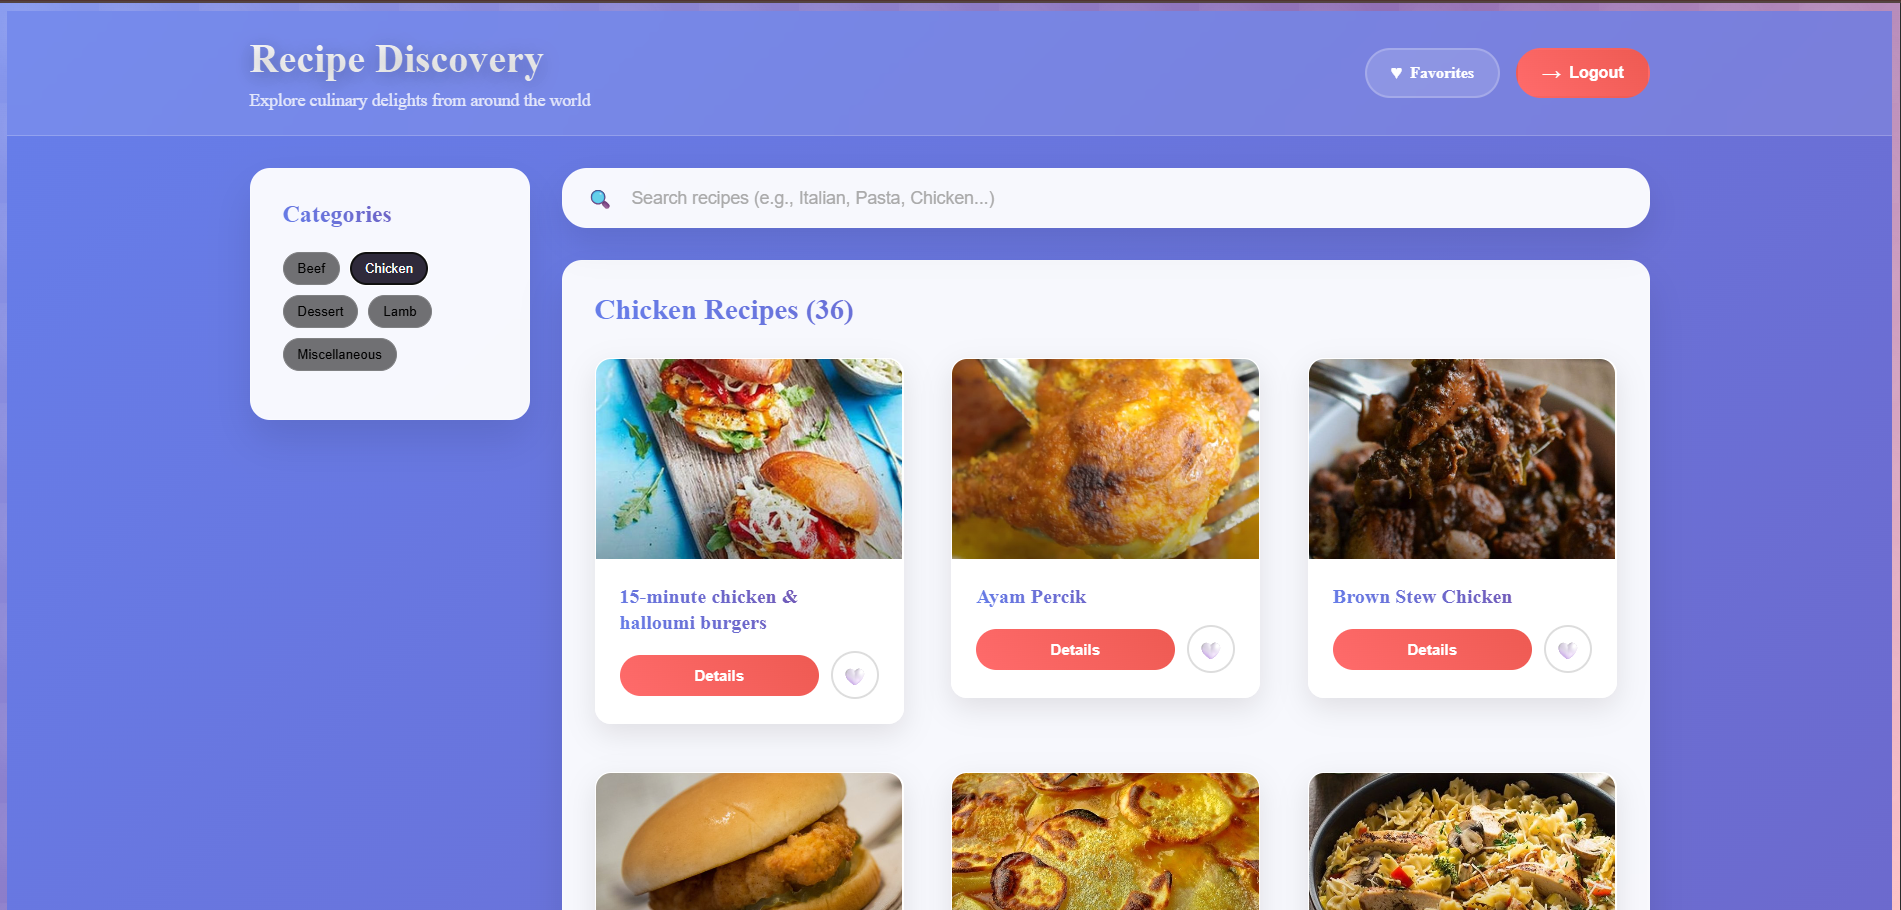 Recipe Discovery
Explore culinary delights from around the world
♥ Favorites
→ Logout
Categories
Beef
Chicken
Dessert
Lamb
Miscellaneous
Search recipes (e.g., Italian, Pasta, Chicken...)
Chicken Recipes (36)
15-minute chicken &
halloumi burgers
Details
Ayam Percik
Details
Brown Stew Chicken
Details